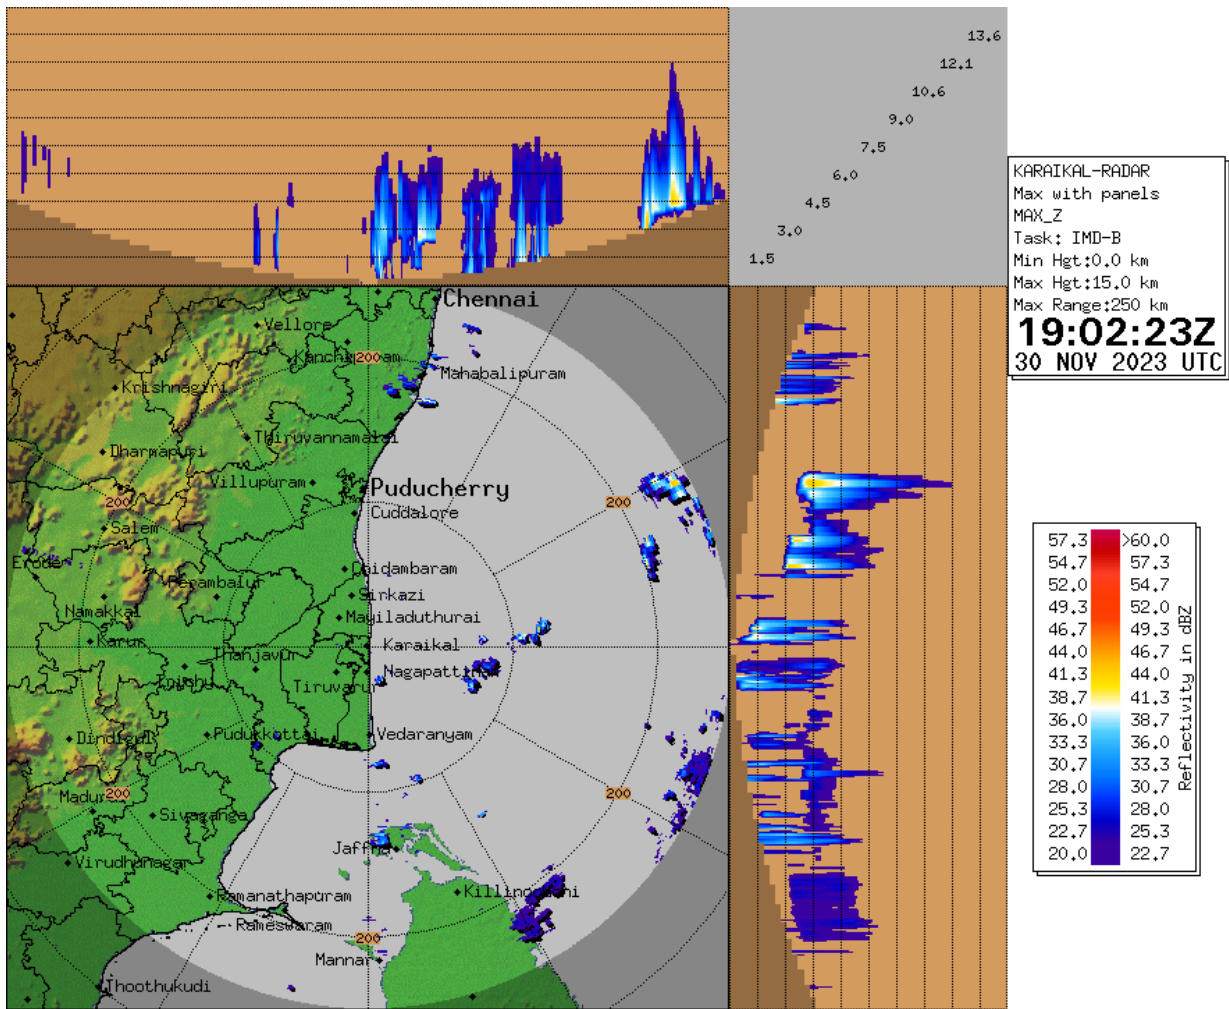 13.6
12.1
10.6
9.0
7.5
6.0
4.5
3.0
1.5
KARAIKAL-RADAR
Max with panels
MAX_Z
Task: IMD-B
Min Hgt:0.0 km
Max Hgt:15.0 km
Max Range:250 km
19:02:23Z
30 NOV 2023 UTC
Chennai
Vellore
200
Mahabalipuram
Krishnagiri
Thiruvannamalai
Dharmapuri
Villupuram
Puducherry
200
200
Cuddalore
Salem
Erode
Chidambaram
Perambalur
Sirkazi
Namakkal
Mayiladuthurai
Karur
Karaikal
Thanjavur
Nagapattinam
Tiruvarur
Pudukkottai
Vedaranyam
Dindigul
200
200
Sivaganga
Jaffna
Virudhunagar
Ramanathapuram
Rameswaram
200
Mannar
Thoothukudi
57.3 >60.0
54.7 57.3
52.0 54.7
49.3 52.0
46.7 49.3
44.0 46.7
41.3 44.0
38.7 41.3
36.0 38.7
33.3 36.0
30.7 33.3
28.0 30.7
25.3 28.0
22.7 25.3
20.0 22.7
Reflectivity in dBZ